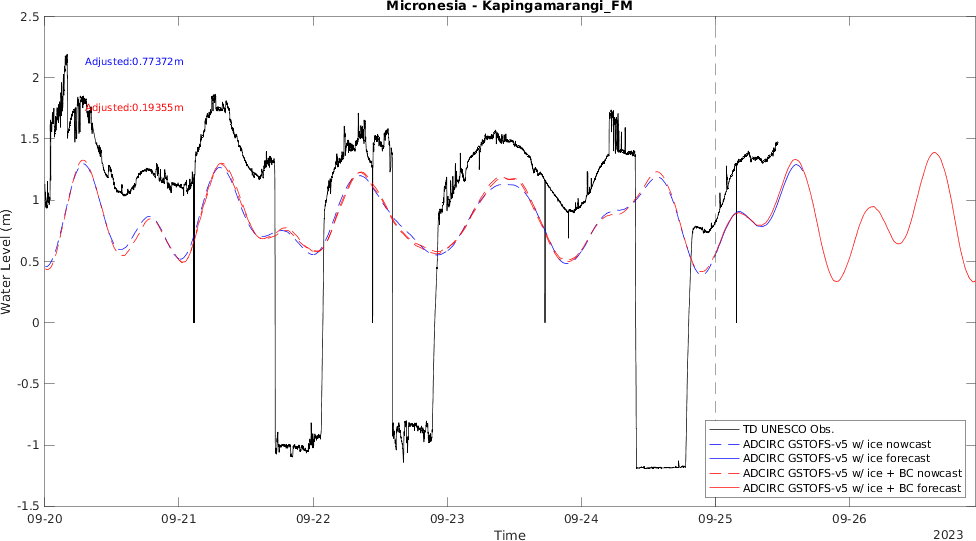 Micronesia - Kapingamarangi_FM
Water Level (m)
2.5
2
1.5
1
0.5
0
-0.5
-1
-1.5
Adjusted:0.77372m
Adjusted:0.19355m
TD UNESCO Obs.
ADCIRC GSTOFS-v5 w/ ice nowcast
ADCIRC GSTOFS-v5 w/ ice forecast
ADCIRC GSTOFS-v5 w/ ice + BC nowcast
ADCIRC GSTOFS-v5 w/ ice + BC forecast
09-20 09-21 09-22 09-23 09-24 09-25 09-26
Time
2023